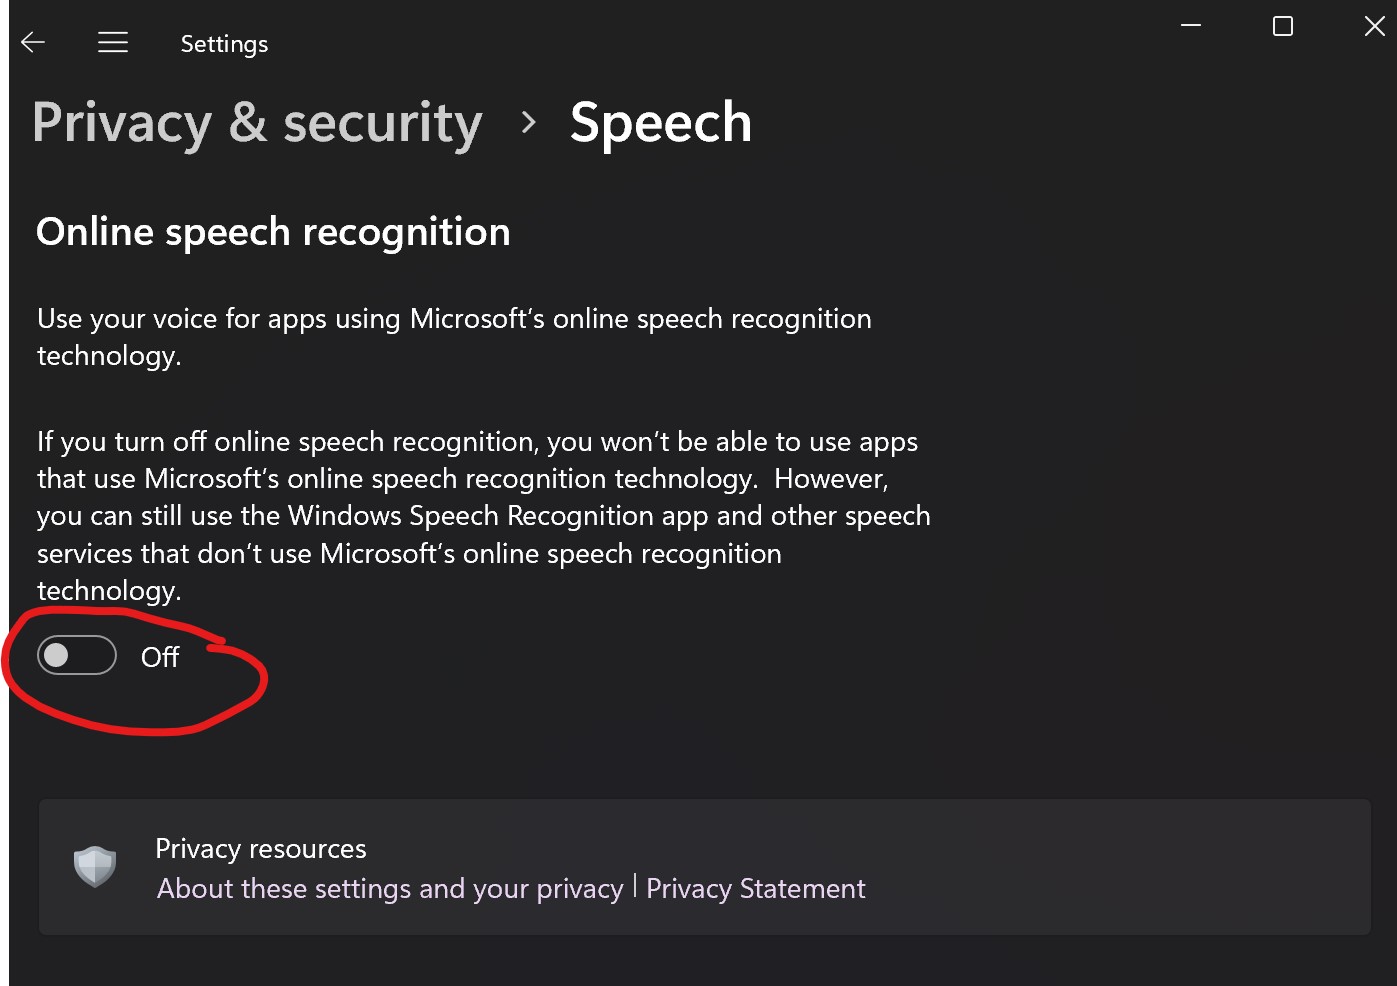 Settings
Privacy & security > Speech
Online speech recognition
Use your voice for apps using Microsoft’s online speech recognition
technology.
If you turn off online speech recognition, you won’t be able to use apps
that use Microsoft’s online speech recognition technology.  However,
you can still use the Windows Speech Recognition app and other speech
services that don’t use Microsoft’s online speech recognition
technology.
Off
Privacy resources
About these settings and your privacy | Privacy Statement